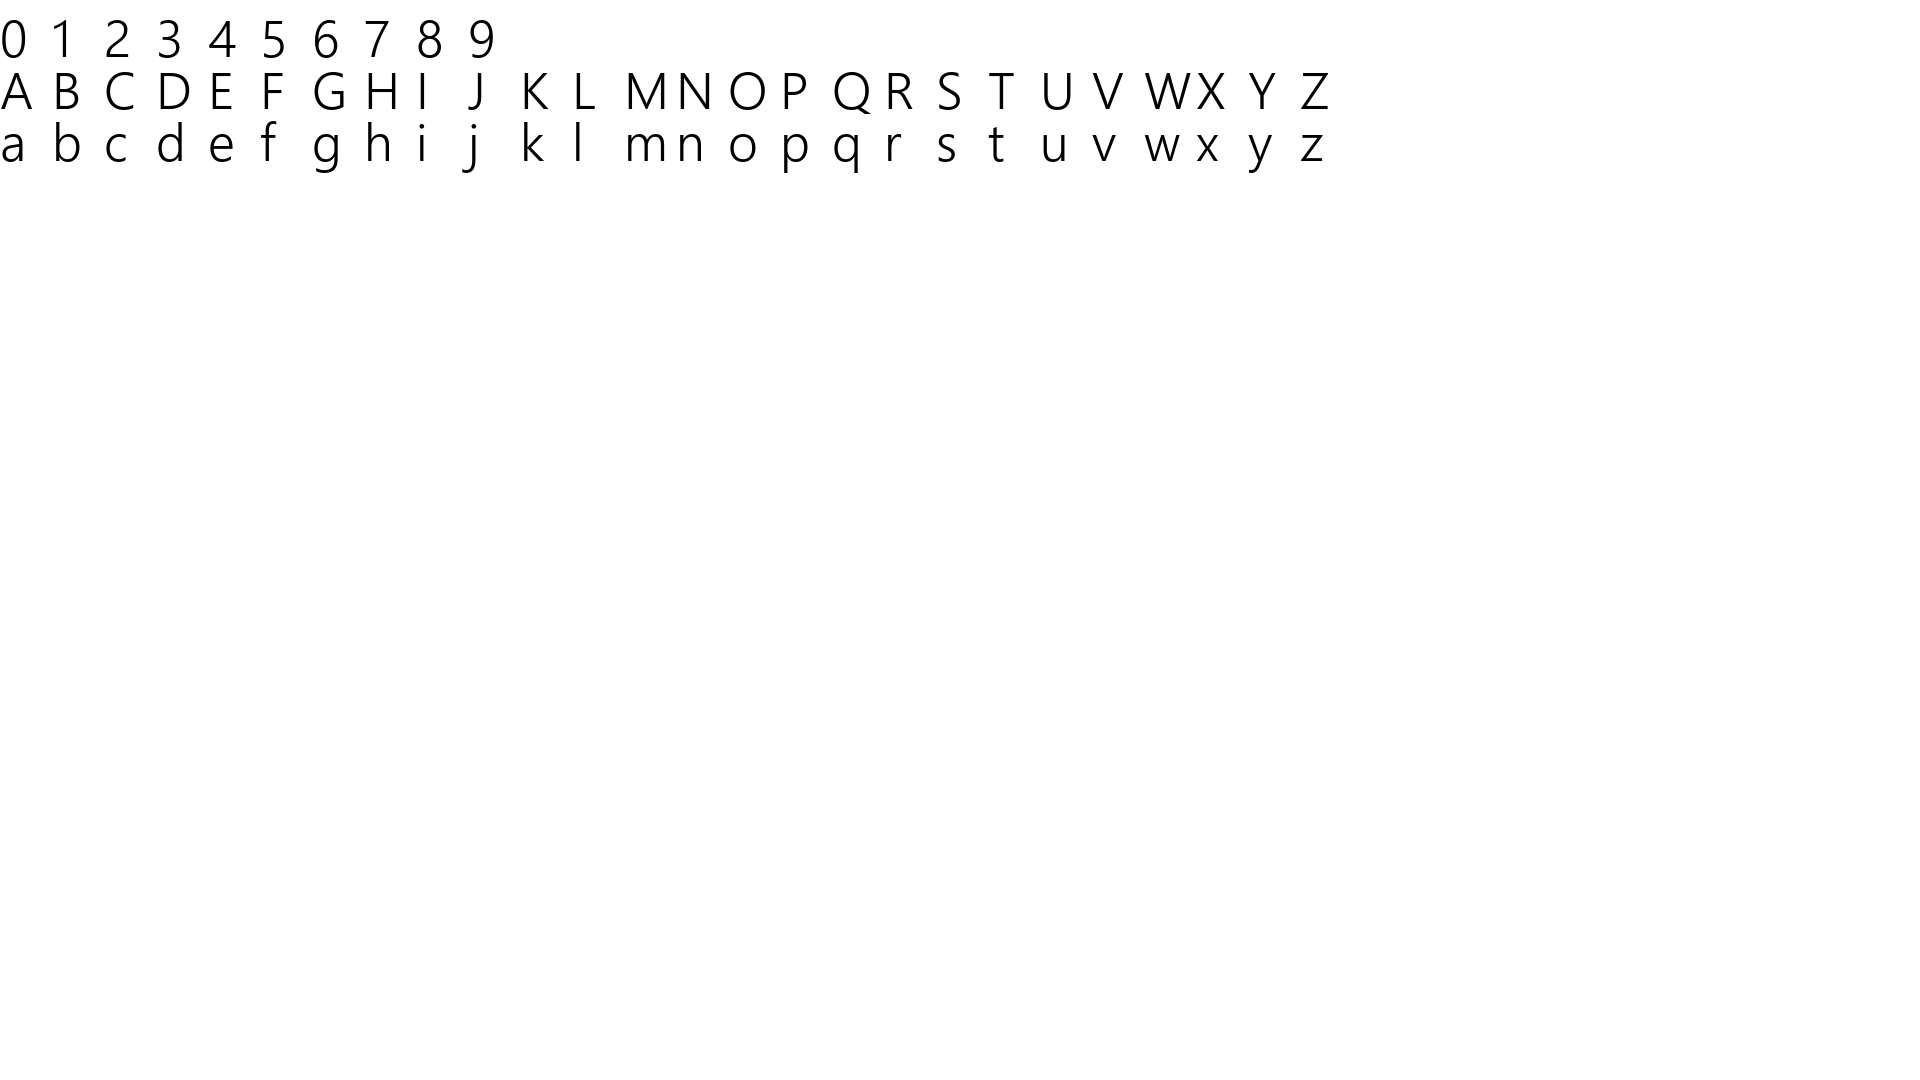 0 1 2 3 4 5 6 7 8 9
A B C D E F G H I J K L M N O P Q R S T U V W X Y Z
a b c d e f g h i j k l m n o p q r s t u v w x y z